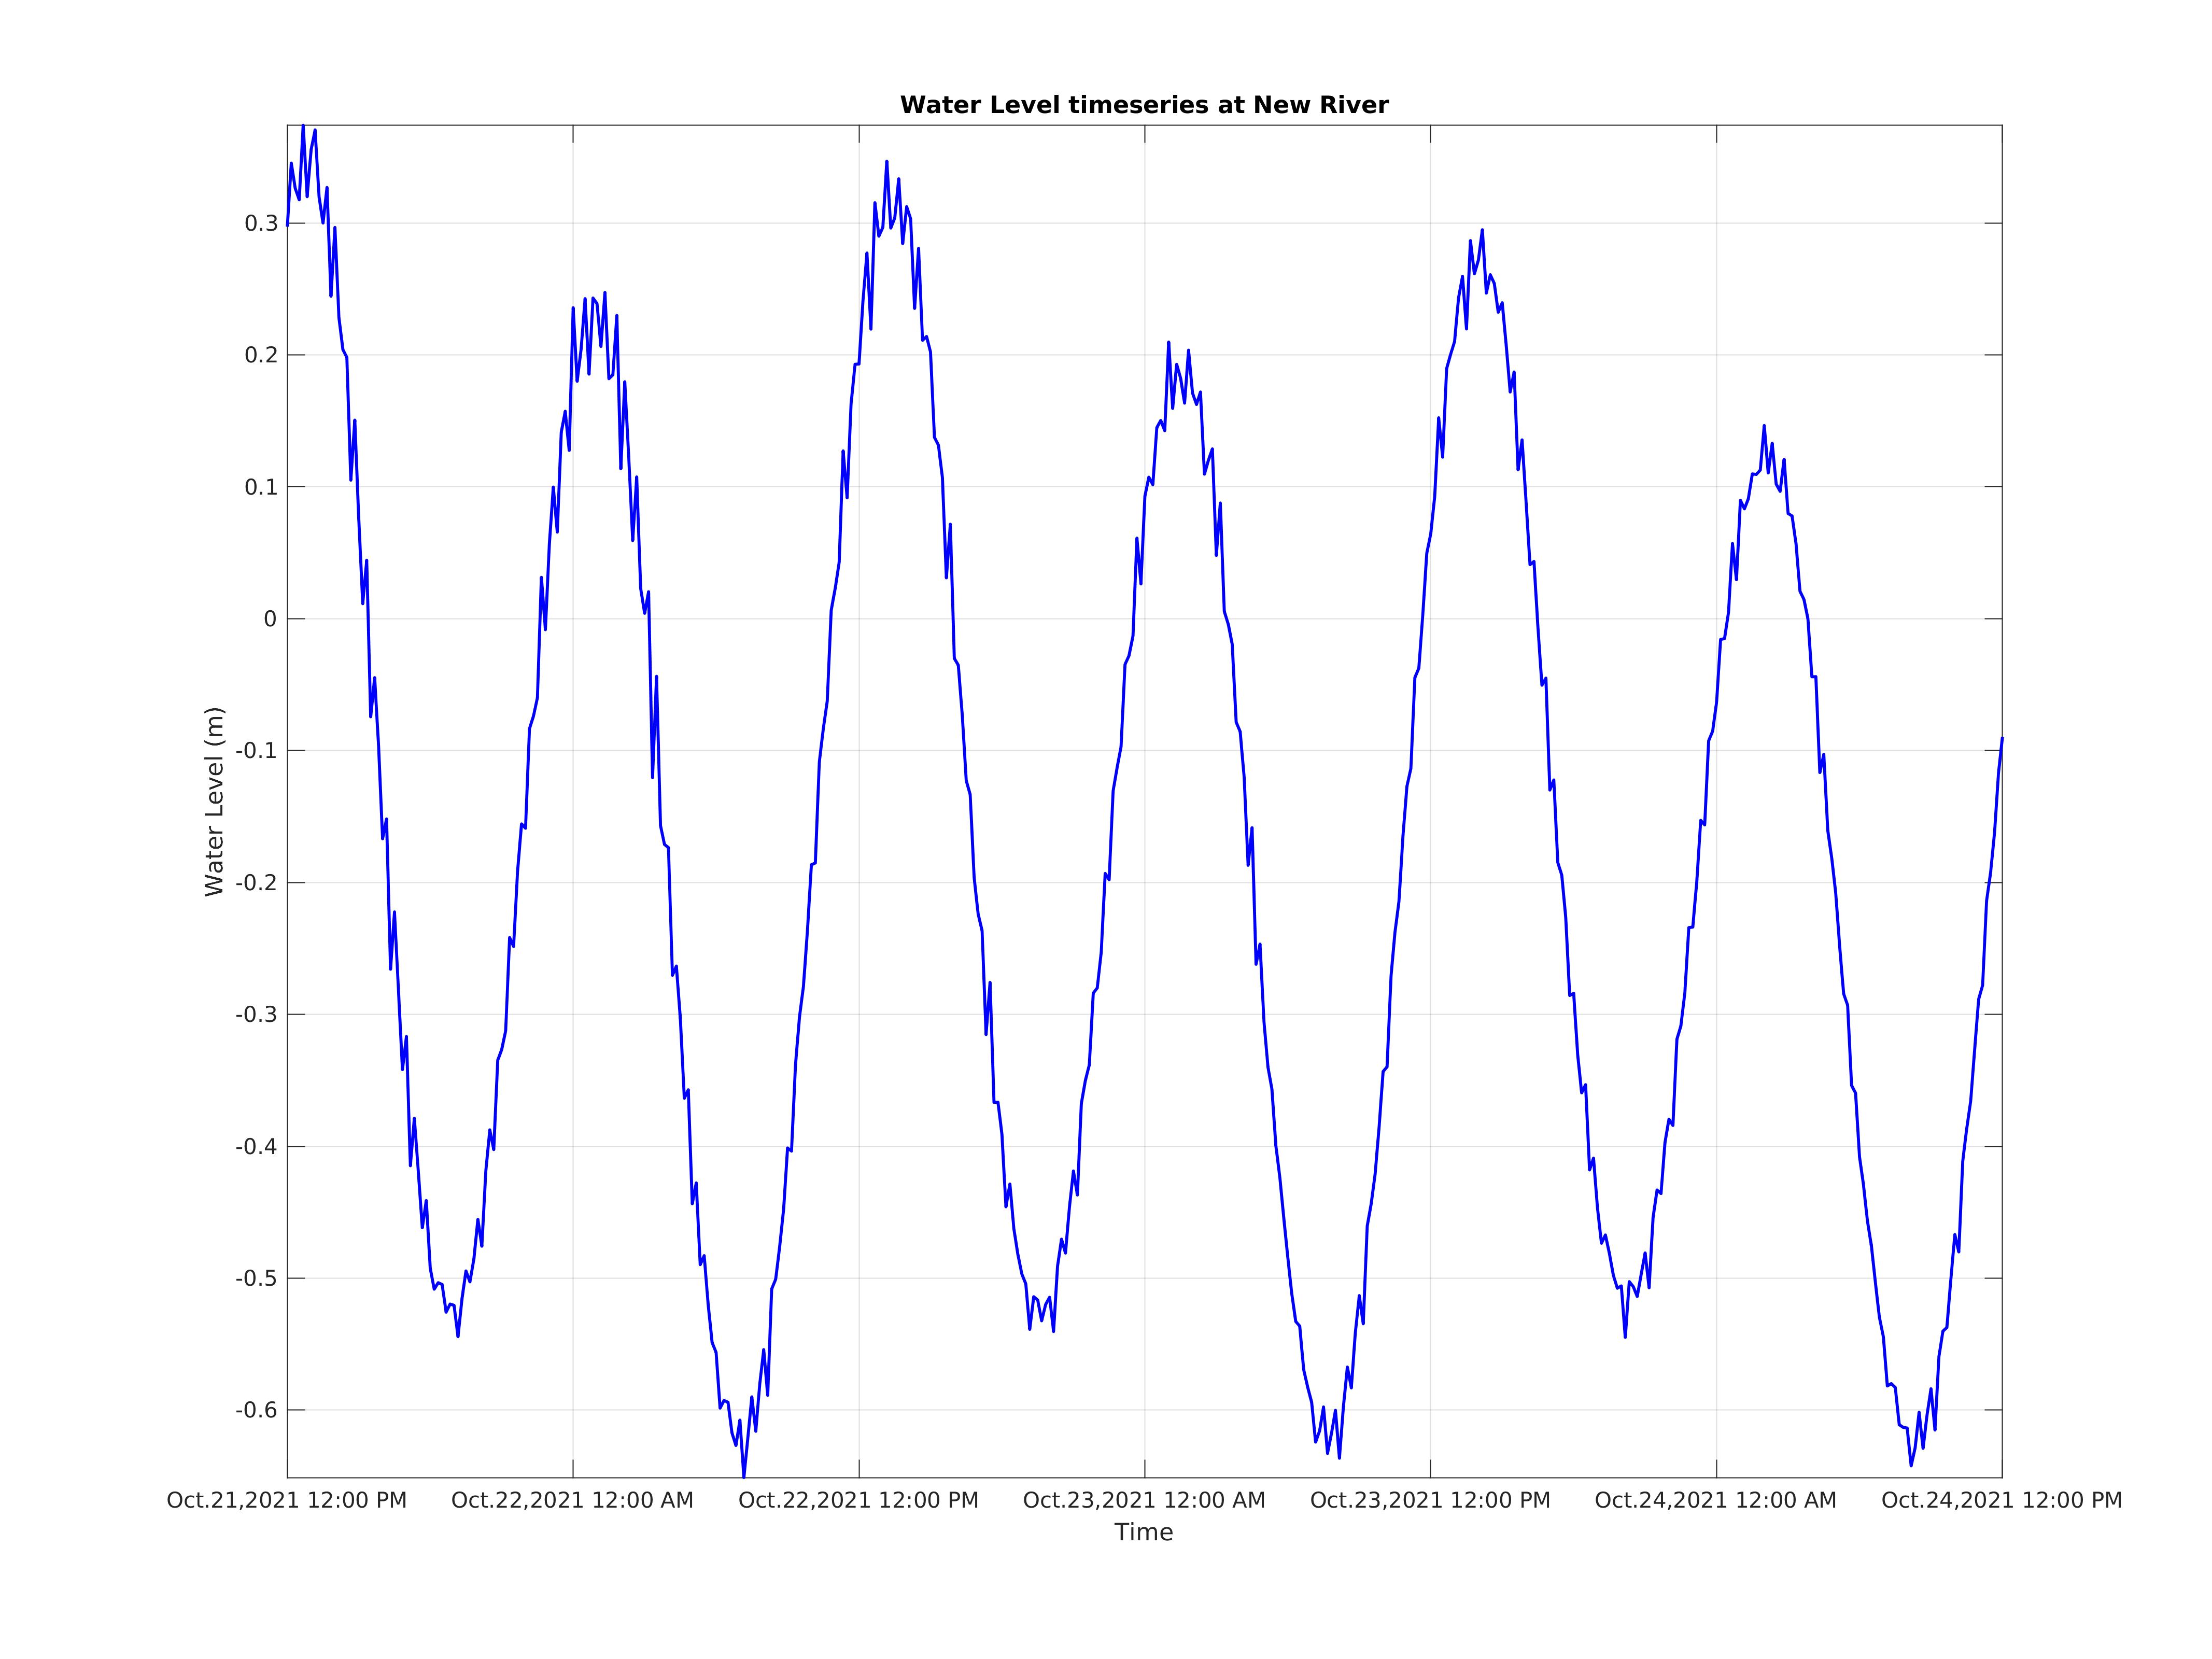 Water Level timeseries at New River
0.3
0.2
0.1
0
-0.1
-0.2
-0.3
-0.4
-0.5
-0.6
Water Level (m)
Oct.21,2021 12:00 PM
Oct.22,2021 12:00 AM
Oct.22,2021 12:00 PM
Oct.23,2021 12:00 AM
Oct.23,2021 12:00 PM
Oct.24,2021 12:00 AM
Oct.24,2021 12:00 PM
Time